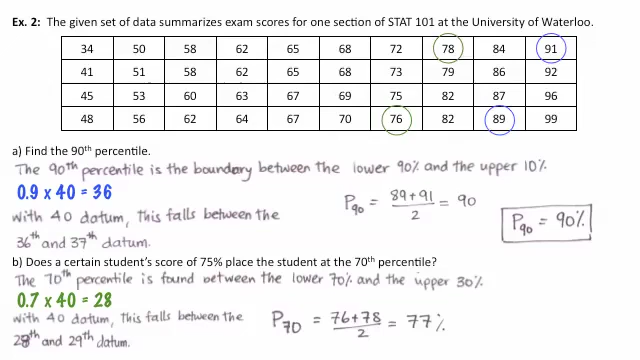 Ex. 2: The given set of data summarizes exam scores for one section of STAT 101 at the University of Waterloo.
34 50 58 62 65 68 72 78 84 91
41 51 58 62 65 68 73 79 86 92
45 53 60 63 67 69 75 82 87 96
48 56 62 64 67 70 76 82 89 99
a) Find the 90th percentile.
The 90th percentile is the boundary between the lower 90% and the upper 10%
0.9 x 40 = 36
With 40 datum, this falls between the
36th and 37th datum.
P90 = 89+91/2 = 90
P90 = 90%
b) Does a certain student's score of 75% place the student at the 70th percentile?
The 70th percentile is found between the lower 70% and the upper 30%
0.7 x 40 = 28
With 40 datum, this falls between the
28th and 29th datum.
P70 = 76+78/2 = 77%